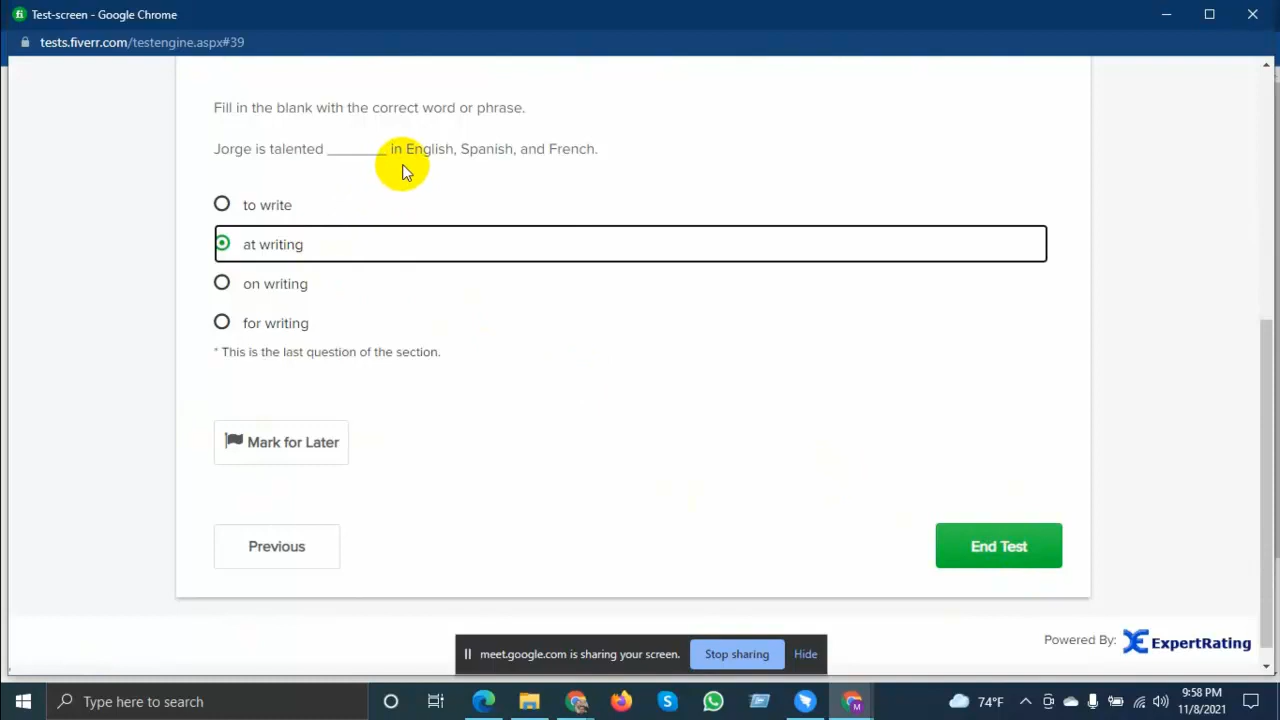 Test-screen - Google Chrome
tests.fiverr.com/testengine.aspx#39
Fill in the blank with the correct word or phrase.
Jorge is talented ________ in English, Spanish, and French.
to write
at writing
on writing
for writing
* This is the last question of the section.
Mark for Later
Previous
End Test
Powered By: ExpertRating
meet.google.com is sharing your screen. Stop sharing Hide
Type here to search
74°F
9:58 PM
11/8/2021